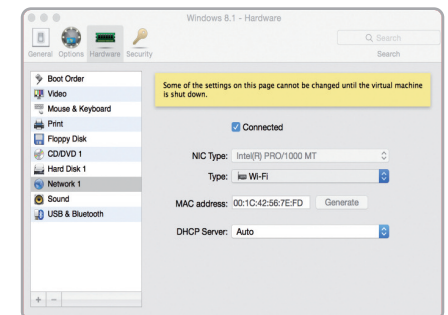 Windows 8.1 - Hardware
Search
General Options Hardware Security
Search
Boot Order
Video
Mouse & Keyboard
Print
Floppy Disk
CD/DVD 1
Hard Disk 1
Network 1
Sound
USB & Bluetooth
+ -
Some of the settings on this page cannot be changed until the virtual machine
is shut down.
Connected
NIC Type: Intel(R) PRO/1000 MT
Type: Wi-Fi
MAC address: 00:1C:42:56:7E:FD Generate
DHCP Server: Auto